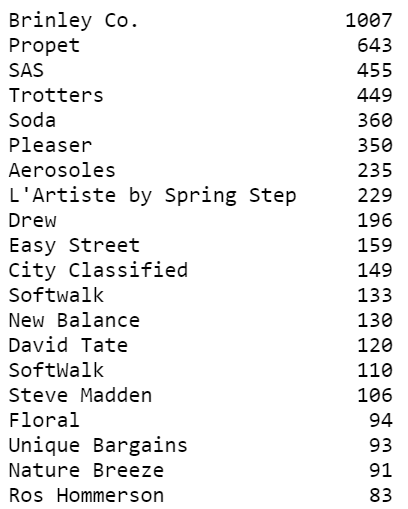 Brinley Co. 1007
Propet 643
SAS 455
Trotters 449
Soda 360
Pleaser 350
Aerosoles 235
L'Artiste by Spring Step 229
Drew 196
Easy Street 159
City Classified 149
Softwalk 133
New Balance 130
David Tate 120
SoftWalk 110
Steve Madden 106
Floral 94
Unique Bargains 93
Nature Breeze 91
Ros Hommerson 83